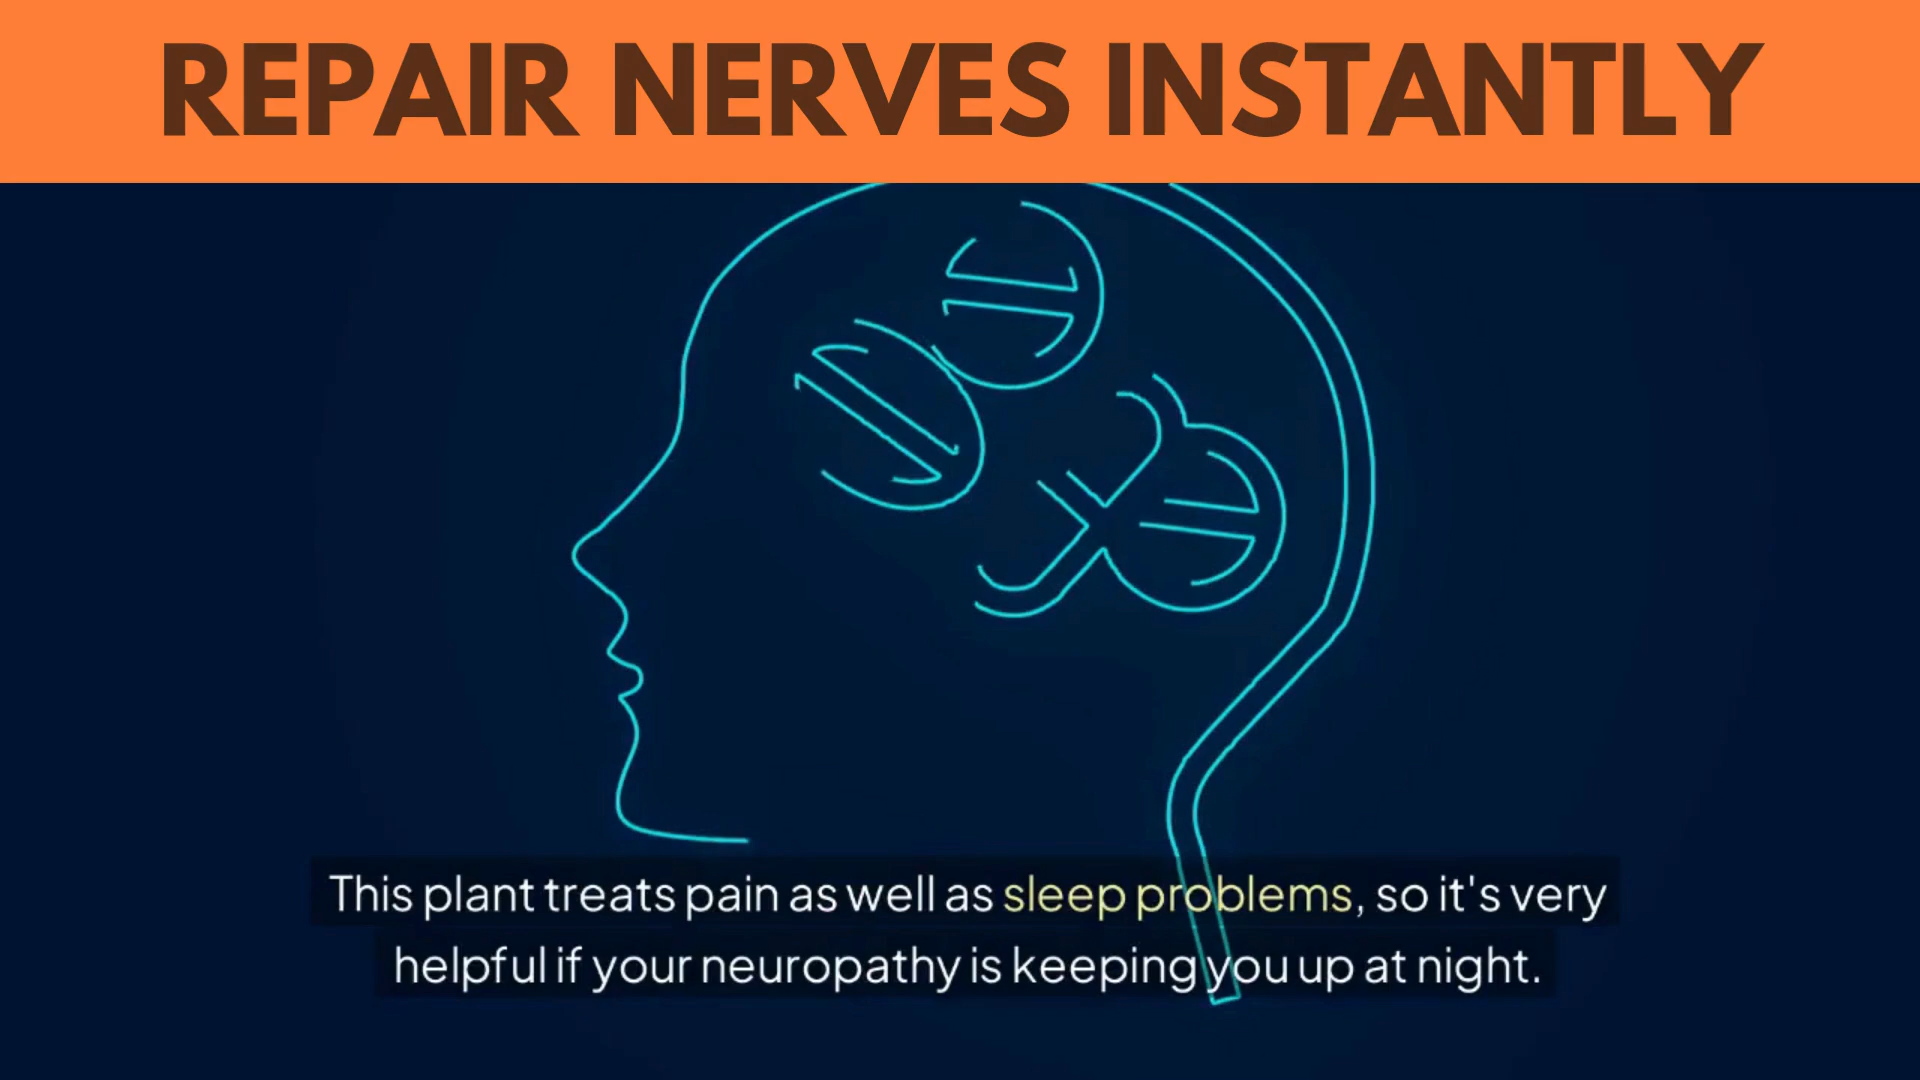 REPAIR NERVES INSTANTLY
This plant treats pain as well as sleep problems, so it's very
helpful if your neuropathy is keeping you up at night.